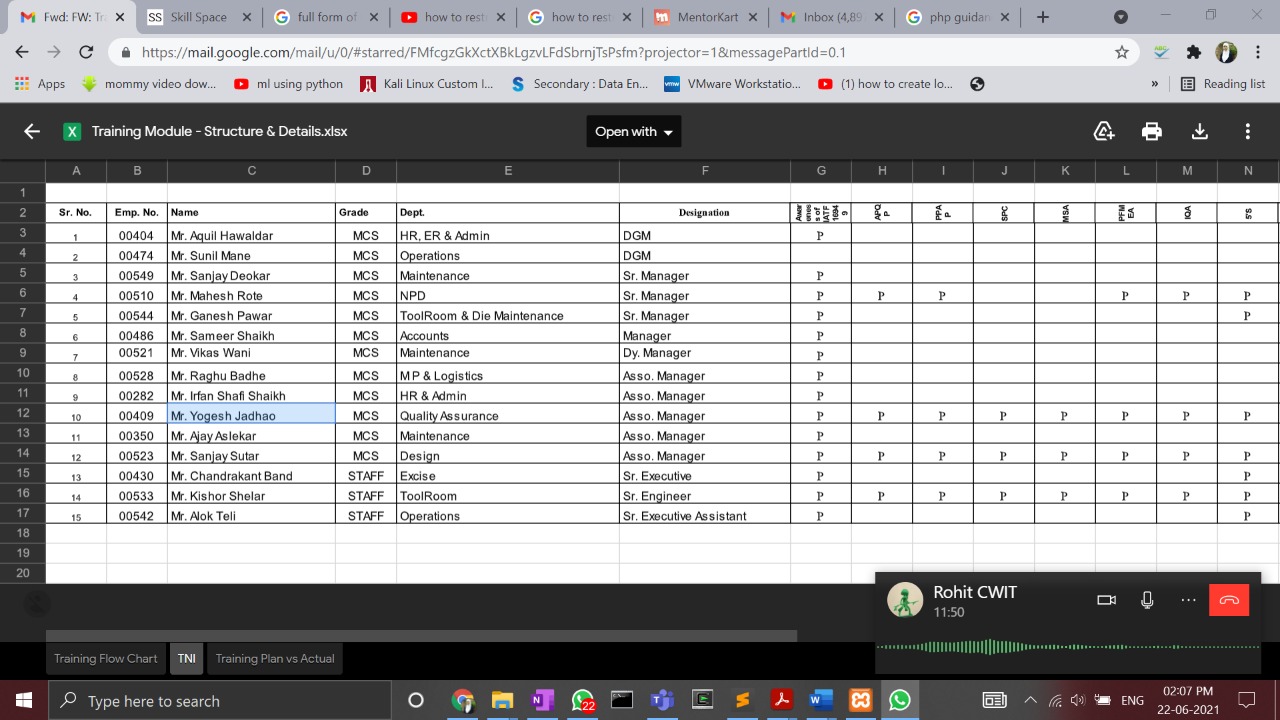 Fwd: FW: Tr
Skill Space
full form of
how to rest
how to rest
MentorKart
Inbox (4,89
php guidan
https://mail.google.com/mail/u/0/#starred/FMfcgzGkXctXBkLgzvLFdSbrnjTsPsfm?projector=1&messagePartId=0.1
Apps
mommy video dow...
ml using python
Kali Linux Custom I...
Secondary : Data En...
VMware Workstatio...
(1) how to create lo...
»
Reading list
Training Module - Structure & Details.xlsx
Open with
A B C D E F G H I J K L M N
1
2 Sr. No. Emp. No. Name Grade Dept. Designation Awareness of IATF 16949 APQP PPAP SPC MSA PFMEA IQA 5'S
3 1 00404 Mr. Aquil Hawaldar MCS HR, ER & Admin DGM P
4 2 00474 Mr. Sunil Mane MCS Operations DGM
5 3 00549 Mr. Sanjay Deokar MCS Maintenance Sr. Manager P
6 4 00510 Mr. Mahesh Rote MCS NPD Sr. Manager P P P P P P
7 5 00544 Mr. Ganesh Pawar MCS ToolRoom & Die Maintenance Sr. Manager P P
8 6 00486 Mr. Sameer Shaikh MCS Accounts Manager P
9 7 00521 Mr. Vikas Wani MCS Maintenance Dy. Manager P
10 8 00528 Mr. Raghu Badhe MCS M P & Logistics Asso. Manager P
11 9 00282 Mr. Irfan Shafi Shaikh MCS HR & Admin Asso. Manager P
12 10 00409 Mr. Yogesh Jadhao MCS Quality Assurance Asso. Manager P P P P P P P P
13 11 00350 Mr. Ajay Aslekar MCS Maintenance Asso. Manager P
14 12 00523 Mr. Sanjay Sutar MCS Design Asso. Manager P P P P P P P P
15 13 00430 Mr. Chandrakant Band STAFF Excise Sr. Executive P P
16 14 00533 Mr. Kishor Shelar STAFF ToolRoom Sr. Engineer P P P P P P P P
17 15 00542 Mr. Alok Teli STAFF Operations Sr. Executive Assistant P P
18
19
20
Rohit CWIT
11:50
Training Flow Chart
TNI
Training Plan vs Actual
Type here to search
22
ENG
02:07 PM
22-06-2021